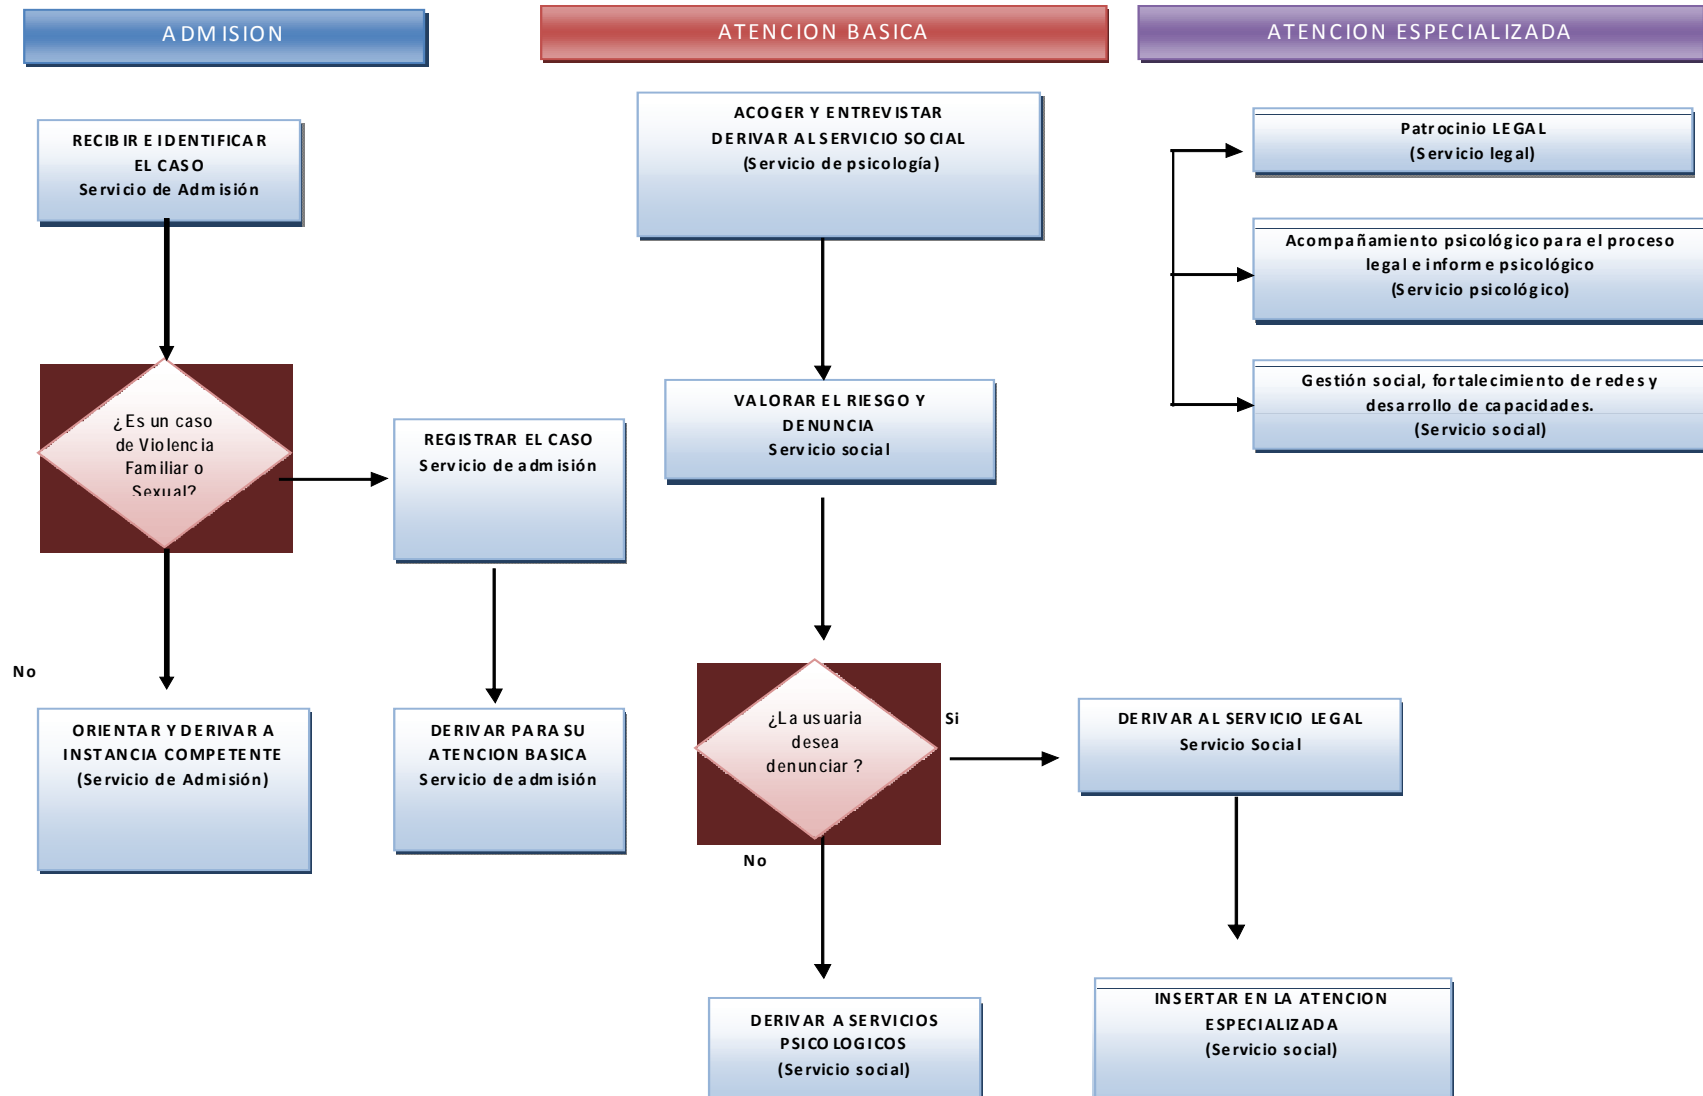 ADMISION
ATENCION BASICA
ATENCION ESPECIALIZADA
RECIBIR E IDENTIFICAR
EL CASO
Servicio de Admisión
¿Es un caso
de Violencia
Familiar o
Sexual?
No
ORIENTAR Y DERIVAR A
INSTANCIA COMPETENTE
(Servicio de Admisión)
REGISTRAR EL CASO
Servicio de admisión
DERIVAR PARA SU
ATENCION BASICA
Servicio de admisión
ACOGER Y ENTREVISTAR
DERIVAR AL SERVICIO SOCIAL
(Servicio de psicología)
VALORAR EL RIESGO Y
DENUNCIA
Servicio social
¿La usuaria
desea
denunciar ?
Si
No
DERIVAR AL SERVICIO LEGAL
Servicio Social
DERIVAR A SERVICIOS
PSICOLOGICOS
(Servicio social)
INSERTAR EN LA ATENCION
ESPECIALIZADA
(Servicio social)
Patrocinio LEGAL
(Servicio legal)
Acompañamiento psicológico para el proceso
legal e informe psicológico
(Servicio psicológico)
Gestión social, fortalecimiento de redes y
desarrollo de capacidades.
(Servicio social)